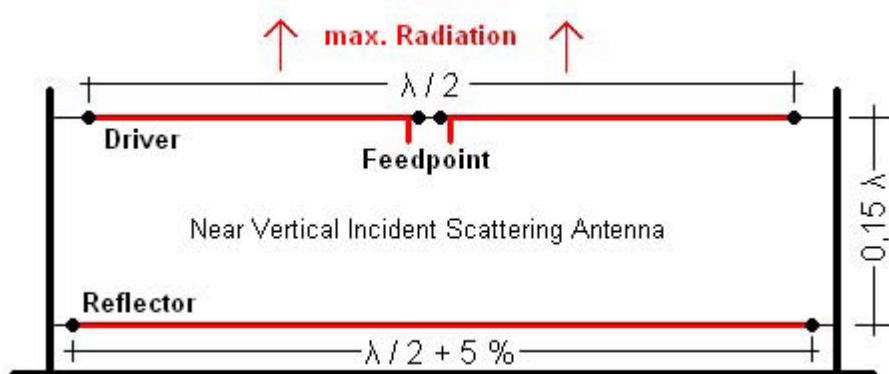 max. Radiation
λ / 2
Driver
Feedpoint
0,15 λ
Near Vertical Incident Scattering Antenna
Reflector
λ / 2 + 5 %